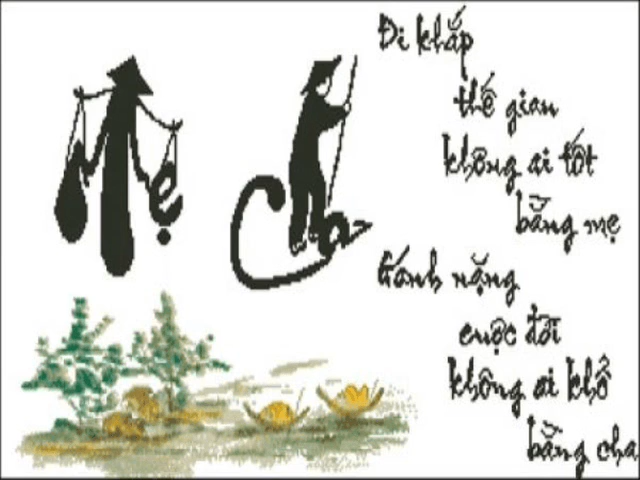 Mẹ Cha
Đi khắp
thế gian
không ai tốt
bằng mẹ
Gánh nặng
cuộc đời
không ai khổ
bằng cha